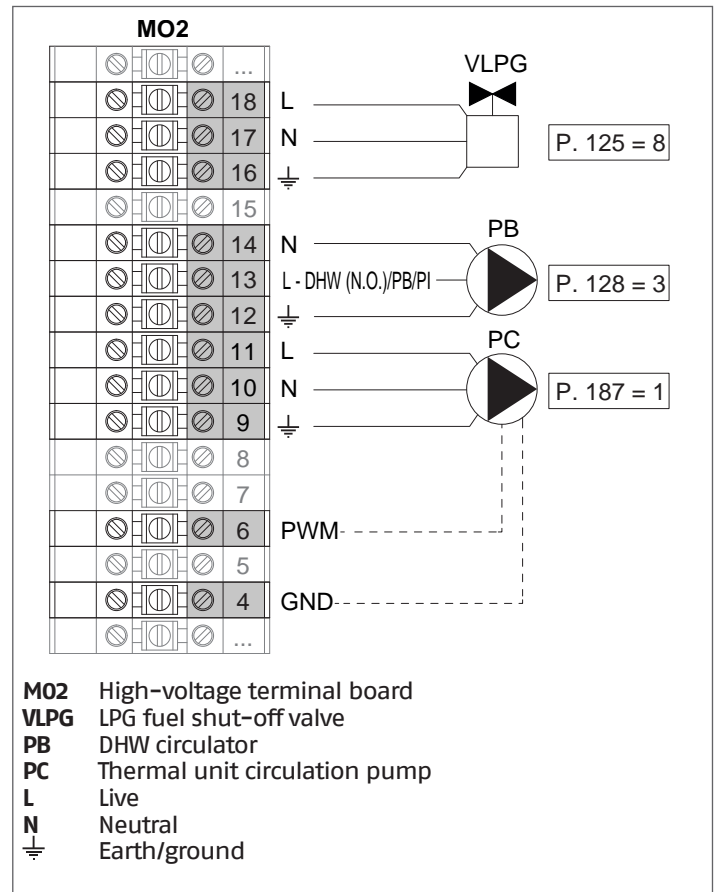 MO2
...
18 L VLPG
17 N P. 125 = 8
16
15
14 N PB
13 L - DHW (N.O.)/PB/PI P. 128 = 3
12
11 L PC
10 N P. 187 = 1
9
8
7
6 PWM
5
4 GND
...
M02 High-voltage terminal board
VLPG LPG fuel shut-off valve
PB DHW circulator
PC Thermal unit circulation pump
L Live
N Neutral
⏚ Earth/ground